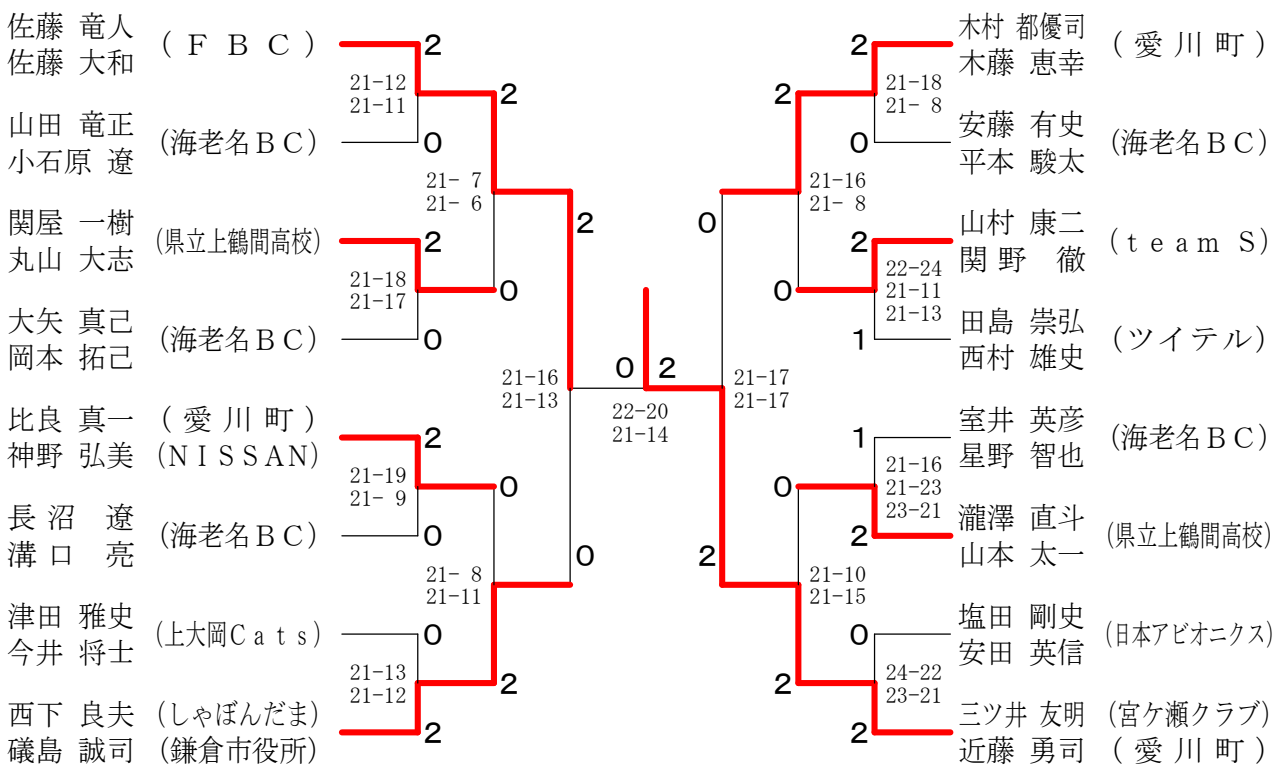 佐藤 竜人
佐藤 大和
(ＦＢＣ)
2
21-12
21-11
山田 竜正
小石原 遼
(海老名ＢＣ)
0
2
21- 7
21- 6
関屋 一樹
丸山 大志
(県立上鶴間高校)
2
21-18
21-17
0
大矢 真己
岡本 拓己
(海老名ＢＣ)
0
2
21-16
21-13
比良 真一 (愛川町)
神野 弘美 (ＮＩＳＳＡＮ)
2
21-19
21- 9
0
長沼 遼
溝口 亮
(海老名ＢＣ)
0
21- 8
21-11
0
津田 雅史
今井 将士
(上大岡Ｃａｔｓ)
0
21-13
21-12
2
西下 良夫 (しゃぼんだま)
礒島 誠司 (鎌倉市役所)
2
0 2
22-20
21-14
木村 都優司
木藤 恵幸
(愛川町)
2
21-18
21- 8
2
安藤 有史
平本 駿太
(海老名ＢＣ)
0
21-16
21- 8
0
山村 康二
関野 徹
(ｔｅａｍ Ｓ)
2
22-24
21-11
21-13
0
田島 崇弘
西村 雄史
(ツイテル)
1
21-17
21-17
室井 英彦
星野 智也
(海老名ＢＣ)
1
21-16
21-23
23-21
0
瀧澤 直斗
山本 太一
(県立上鶴間高校)
2
2
21-10
21-15
塩田 剛史
安田 英信
(日本アビオニクス)
0
24-22
23-21
2
三ツ井 友明 (宮ケ瀬クラブ)
近藤 勇司 (愛川町)
2